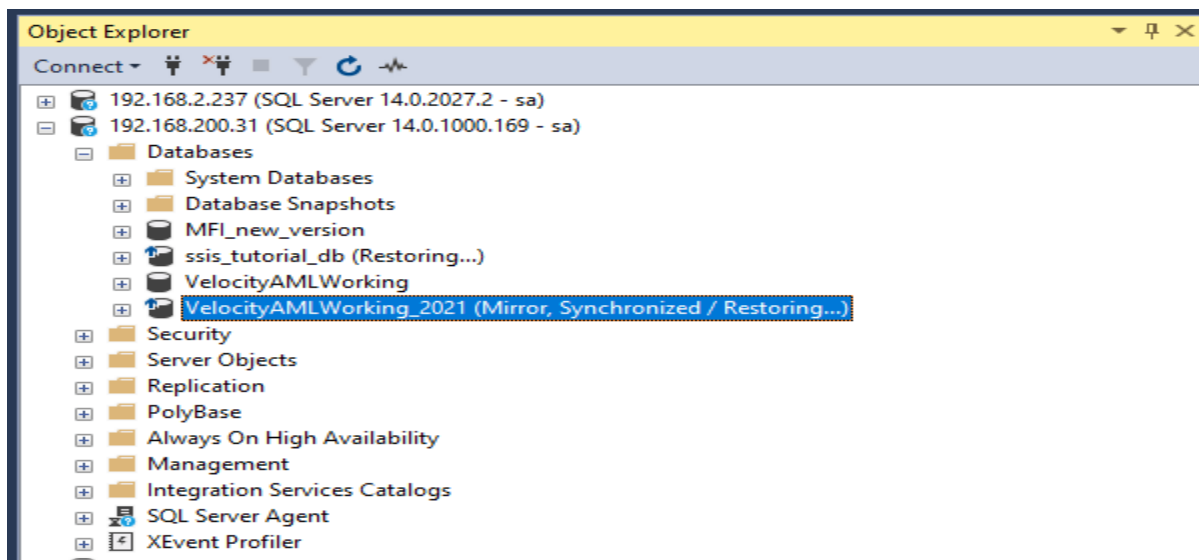 Object Explorer
Connect
192.168.2.237 (SQL Server 14.0.2027.2 - sa)
192.168.200.31 (SQL Server 14.0.1000.169 - sa)
Databases
System Databases
Database Snapshots
MFI_new_version
ssis_tutorial_db (Restoring...)
VelocityAMLWorking
VelocityAMLWorking_2021 (Mirror, Synchronized / Restoring...)
Security
Server Objects
Replication
PolyBase
Always On High Availability
Management
Integration Services Catalogs
SQL Server Agent
XEvent Profiler